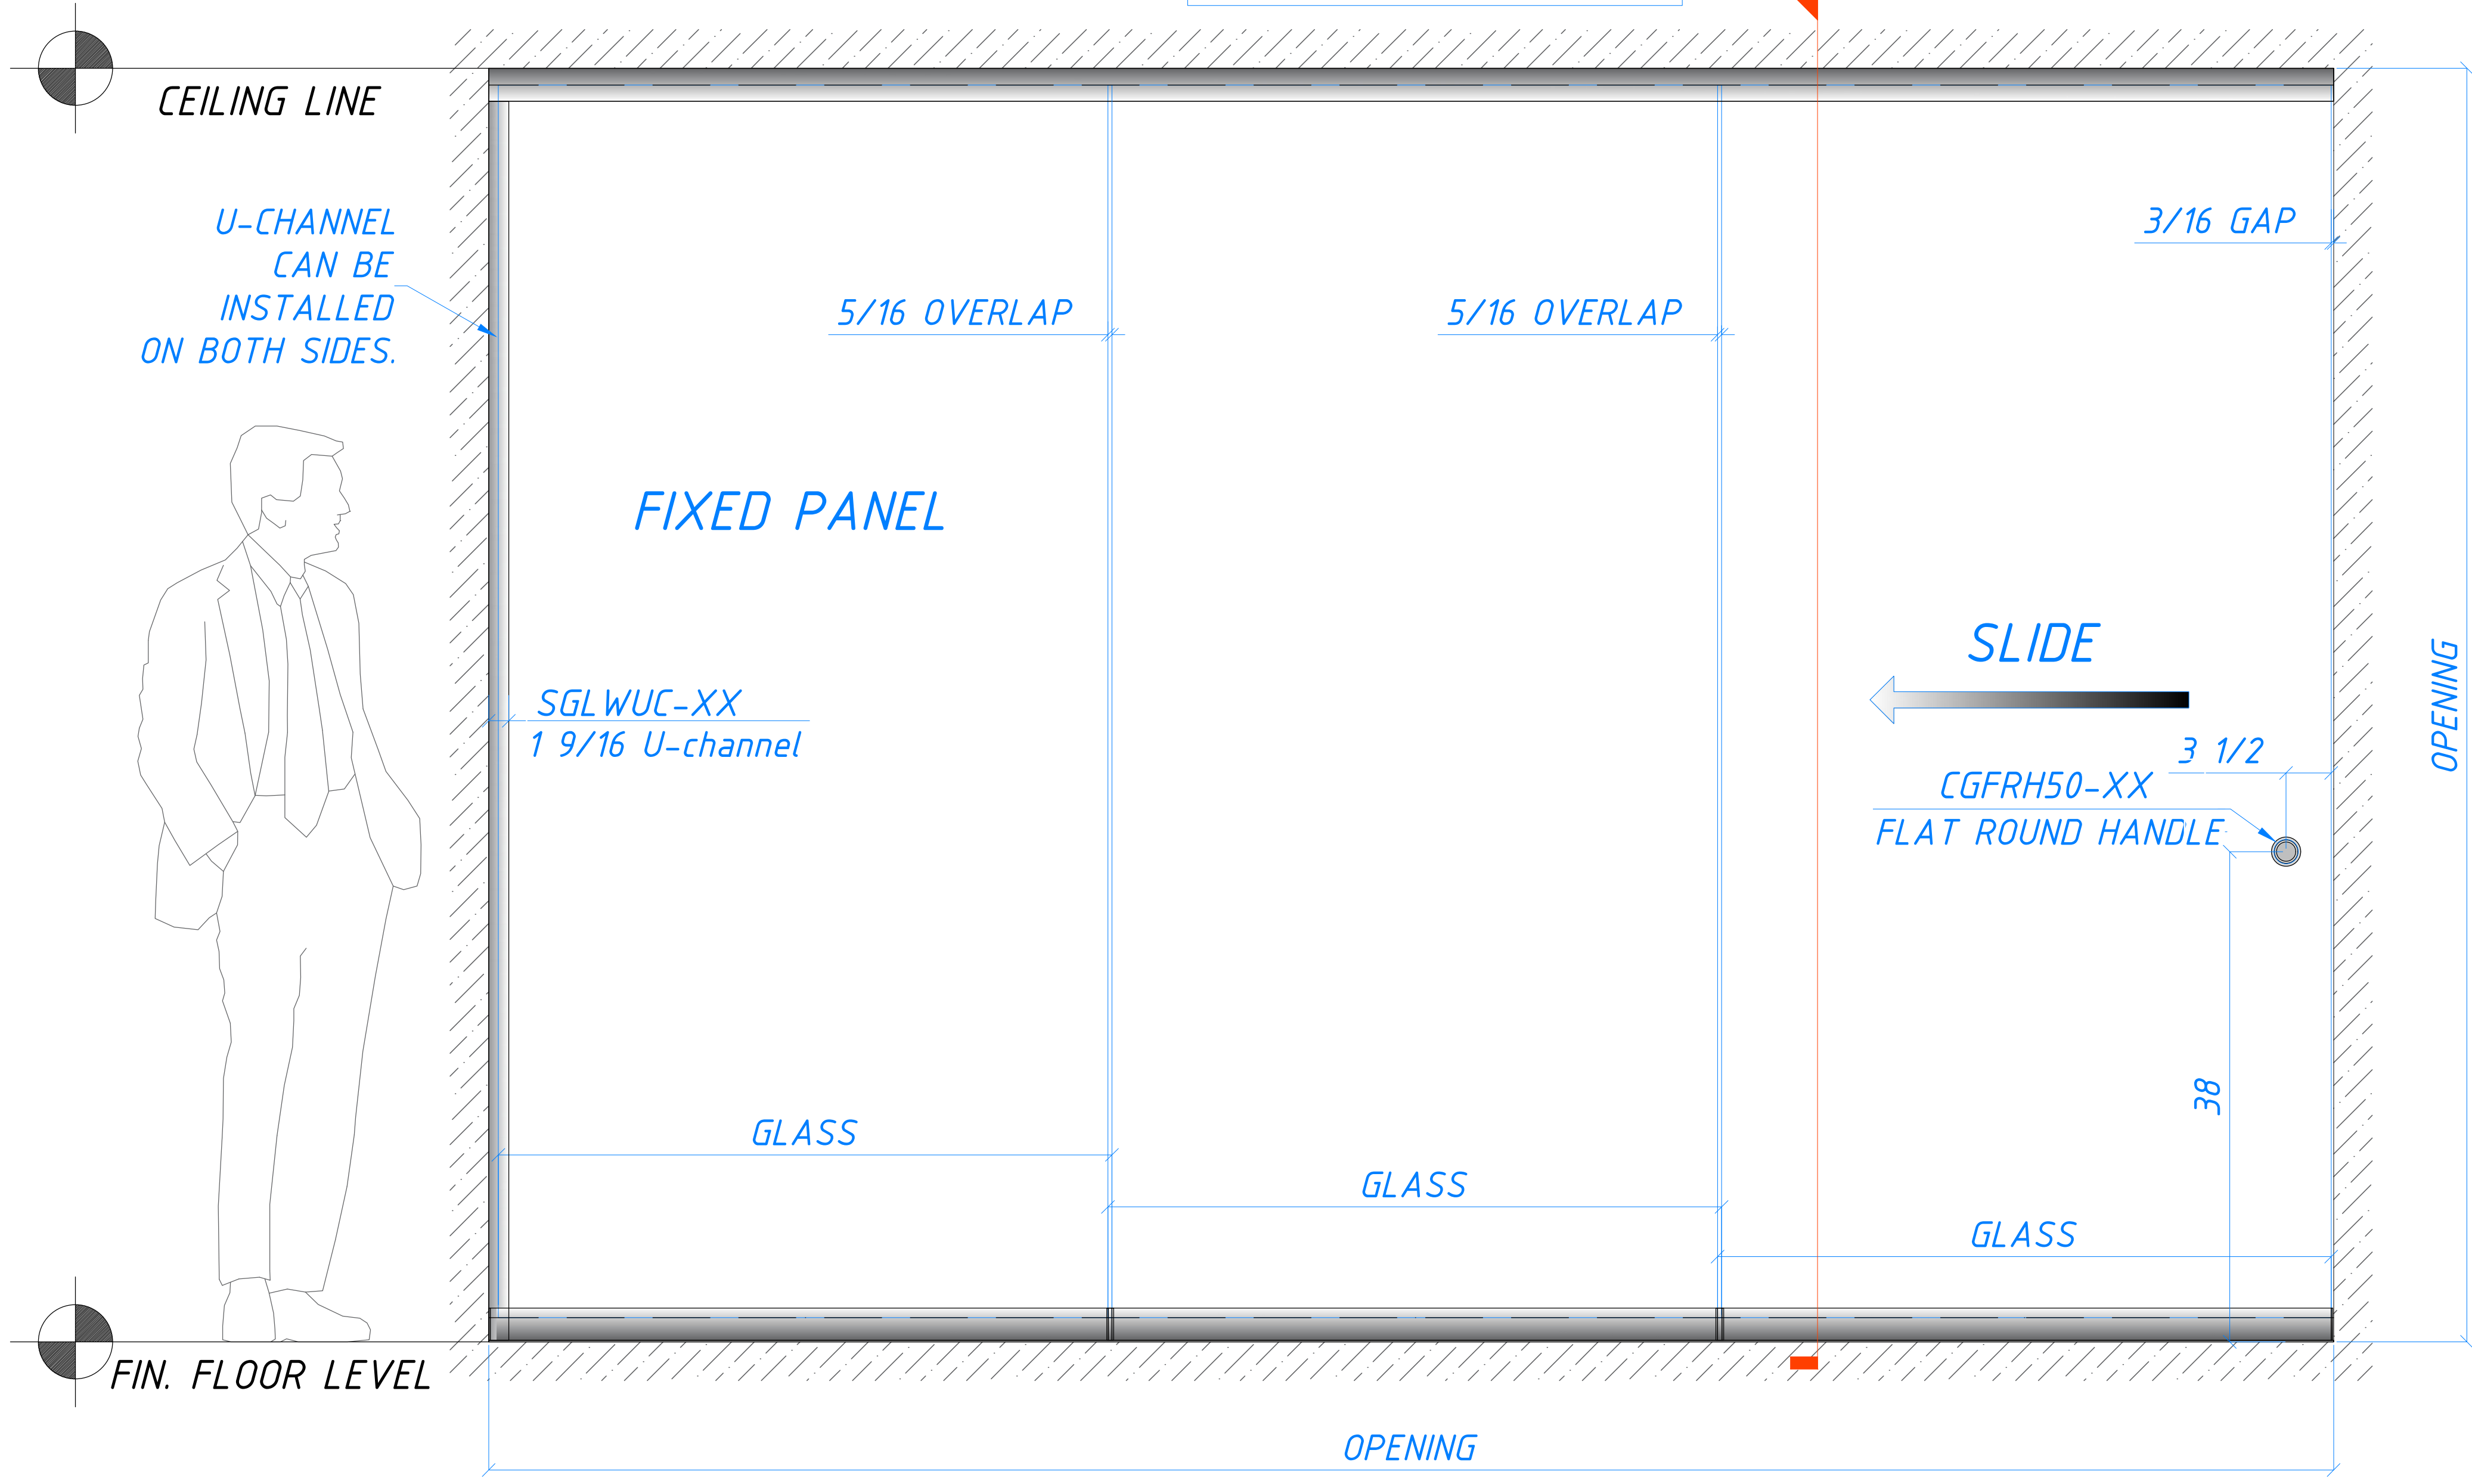 CEILING LINE
U-CHANNEL
CAN BE
INSTALLED
ON BOTH SIDES.
3/16 GAP
5/16 OVERLAP
5/16 OVERLAP
FIXED PANEL
SLIDE
OPENING
SGLWUC-XX
1 9/16 U-channel
3 1/2
CGFRH50-XX
FLAT ROUND HANDLE
38
GLASS
GLASS
GLASS
FIN. FLOOR LEVEL
OPENING